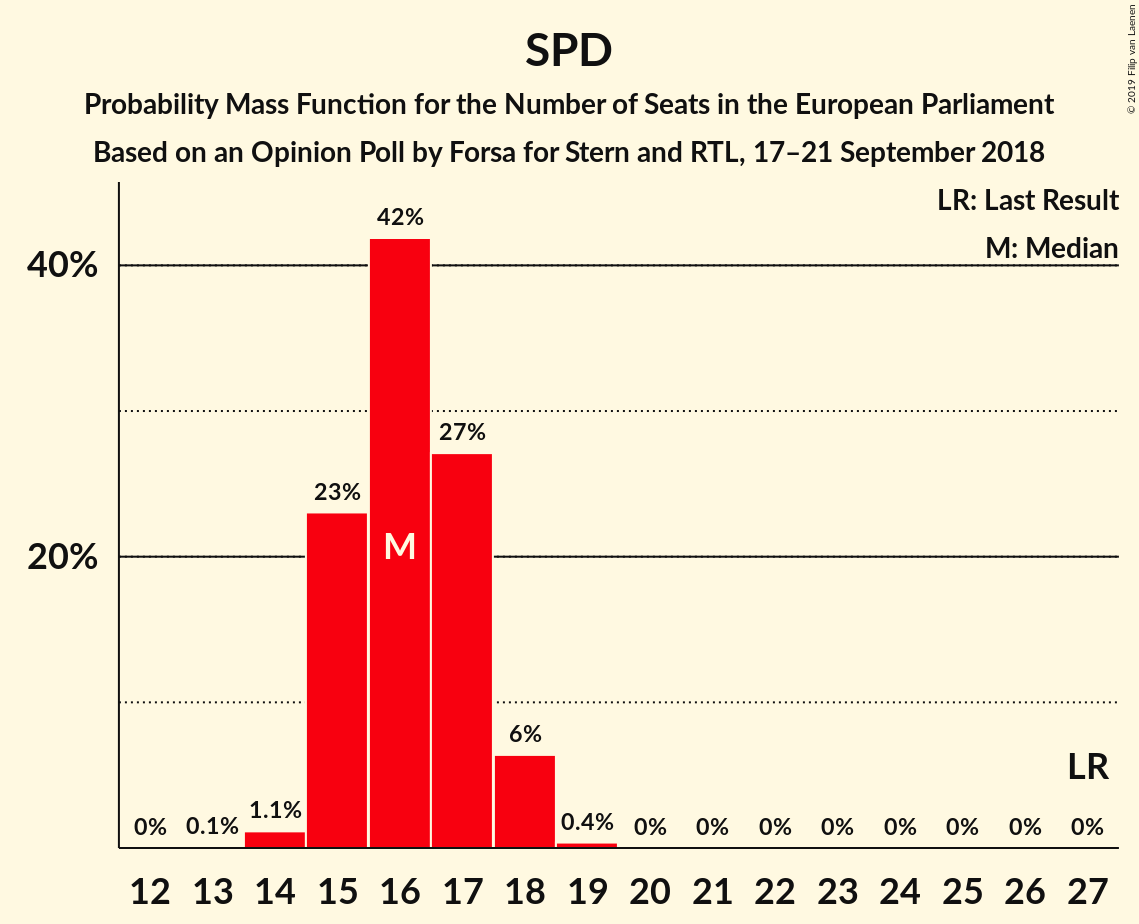 SPD
Probability Mass Function for the Number of Seats in the European Parliament
Based on an Opinion Poll by Forsa for Stern and RTL, 17–21 September 2018
© 2019 Filip van Laenen
LR: Last Result
M: Median
40%
20%
0%
0.1%
1.1%
23%
42%
27%
6%
0.4%
0%
0%
0%
0%
0%
0%
0%
0%
M
LR
12 13 14 15 16 17 18 19 20 21 22 23 24 25 26 27